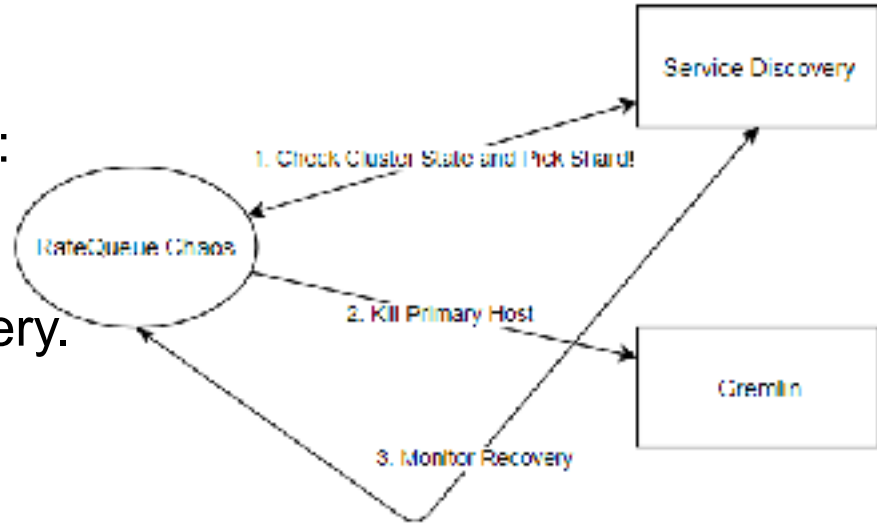 Service Discovery
:
1. Check Cluster State and Pick Shard!
RateQueue Chaos
2. Kill Primary Host
ery.
Gremlin
3. Monitor Recovery